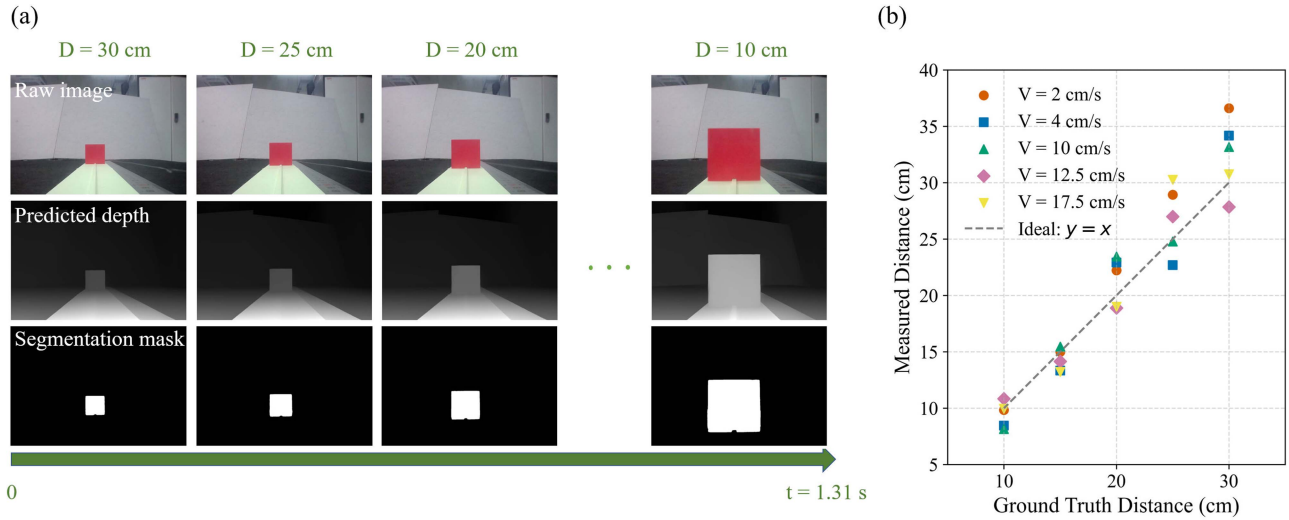 (a)
D = 30 cm
D = 25 cm
D = 20 cm
D = 10 cm
Raw image
Predicted depth
Segmentation mask
. . .
0
t = 1.31 s
(b)
40
35
30
25
20
15
10
5
Measured Distance (cm)
V = 2 cm/s
V = 4 cm/s
V = 10 cm/s
V = 12.5 cm/s
V = 17.5 cm/s
Ideal: y = x
10
20
30
Ground Truth Distance (cm)